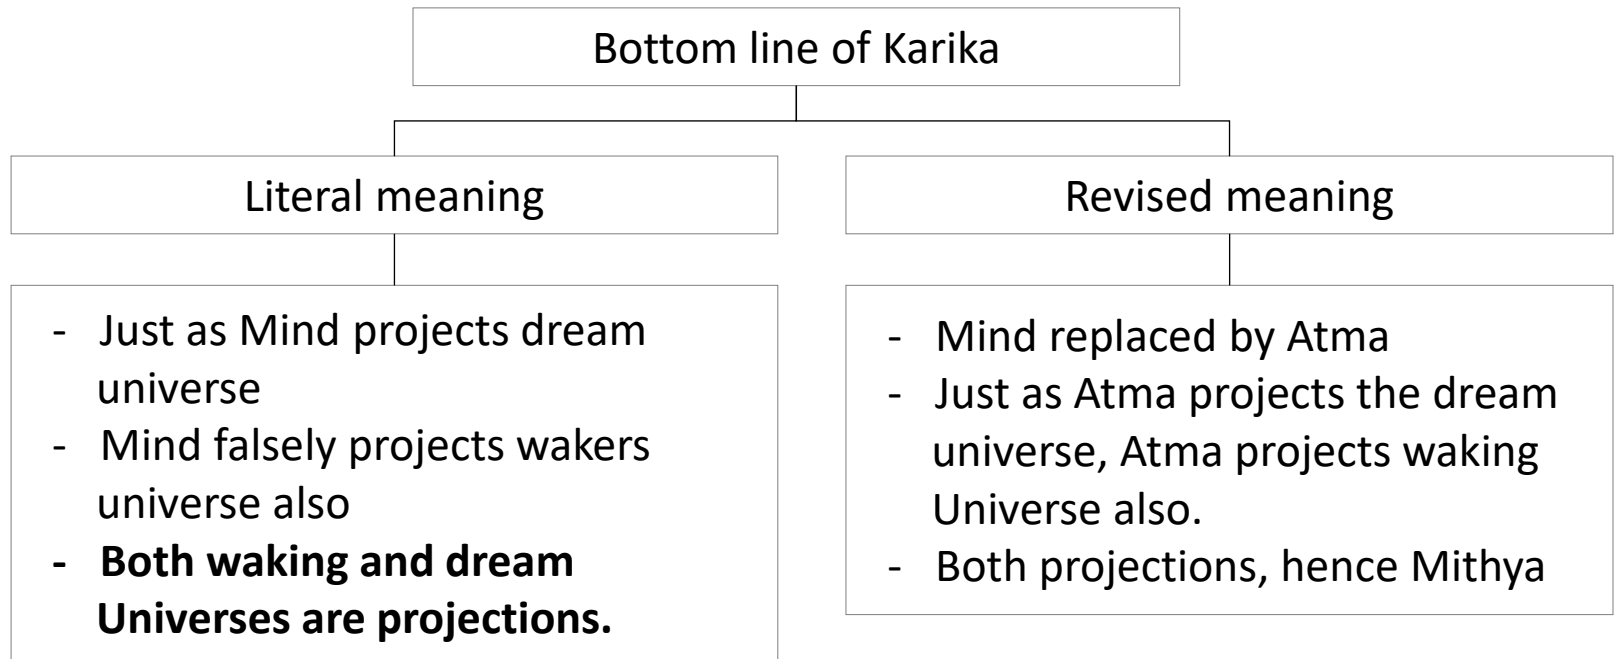 Bottom line of Karika
Literal meaning
- Just as Mind projects dream
universe
- Mind falsely projects wakers
universe also
- Both waking and dream
Universes are projections.
Revised meaning
- Mind replaced by Atma
- Just as Atma projects the dream
universe, Atma projects waking
Universe also.
- Both projections, hence Mithya